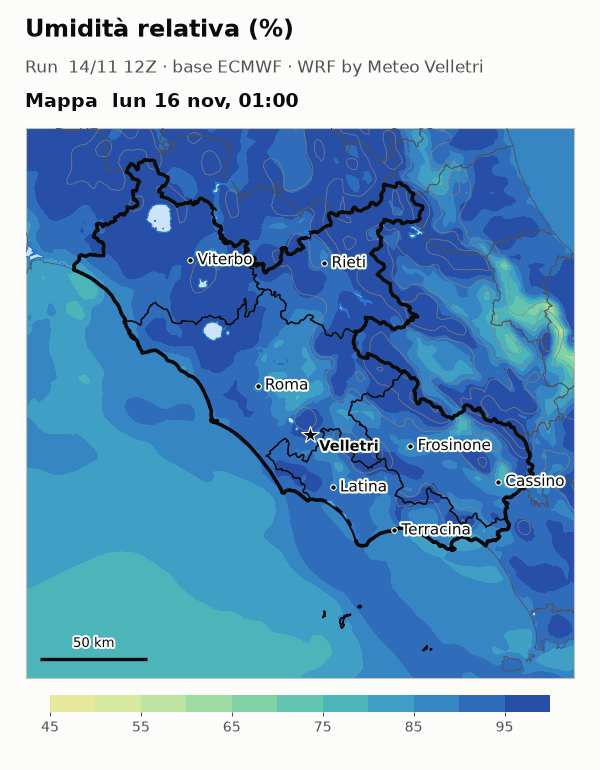 Umidità relativa (%)
Run  14/11 12Z · base ECMWF · WRF by Meteo Velletri
Mappa  lun 16 nov, 01:00
Viterbo
Rieti
Roma
Velletri
Frosinone
Cassino
Latina
Terracina
50 km
45 55 65 75 85 95